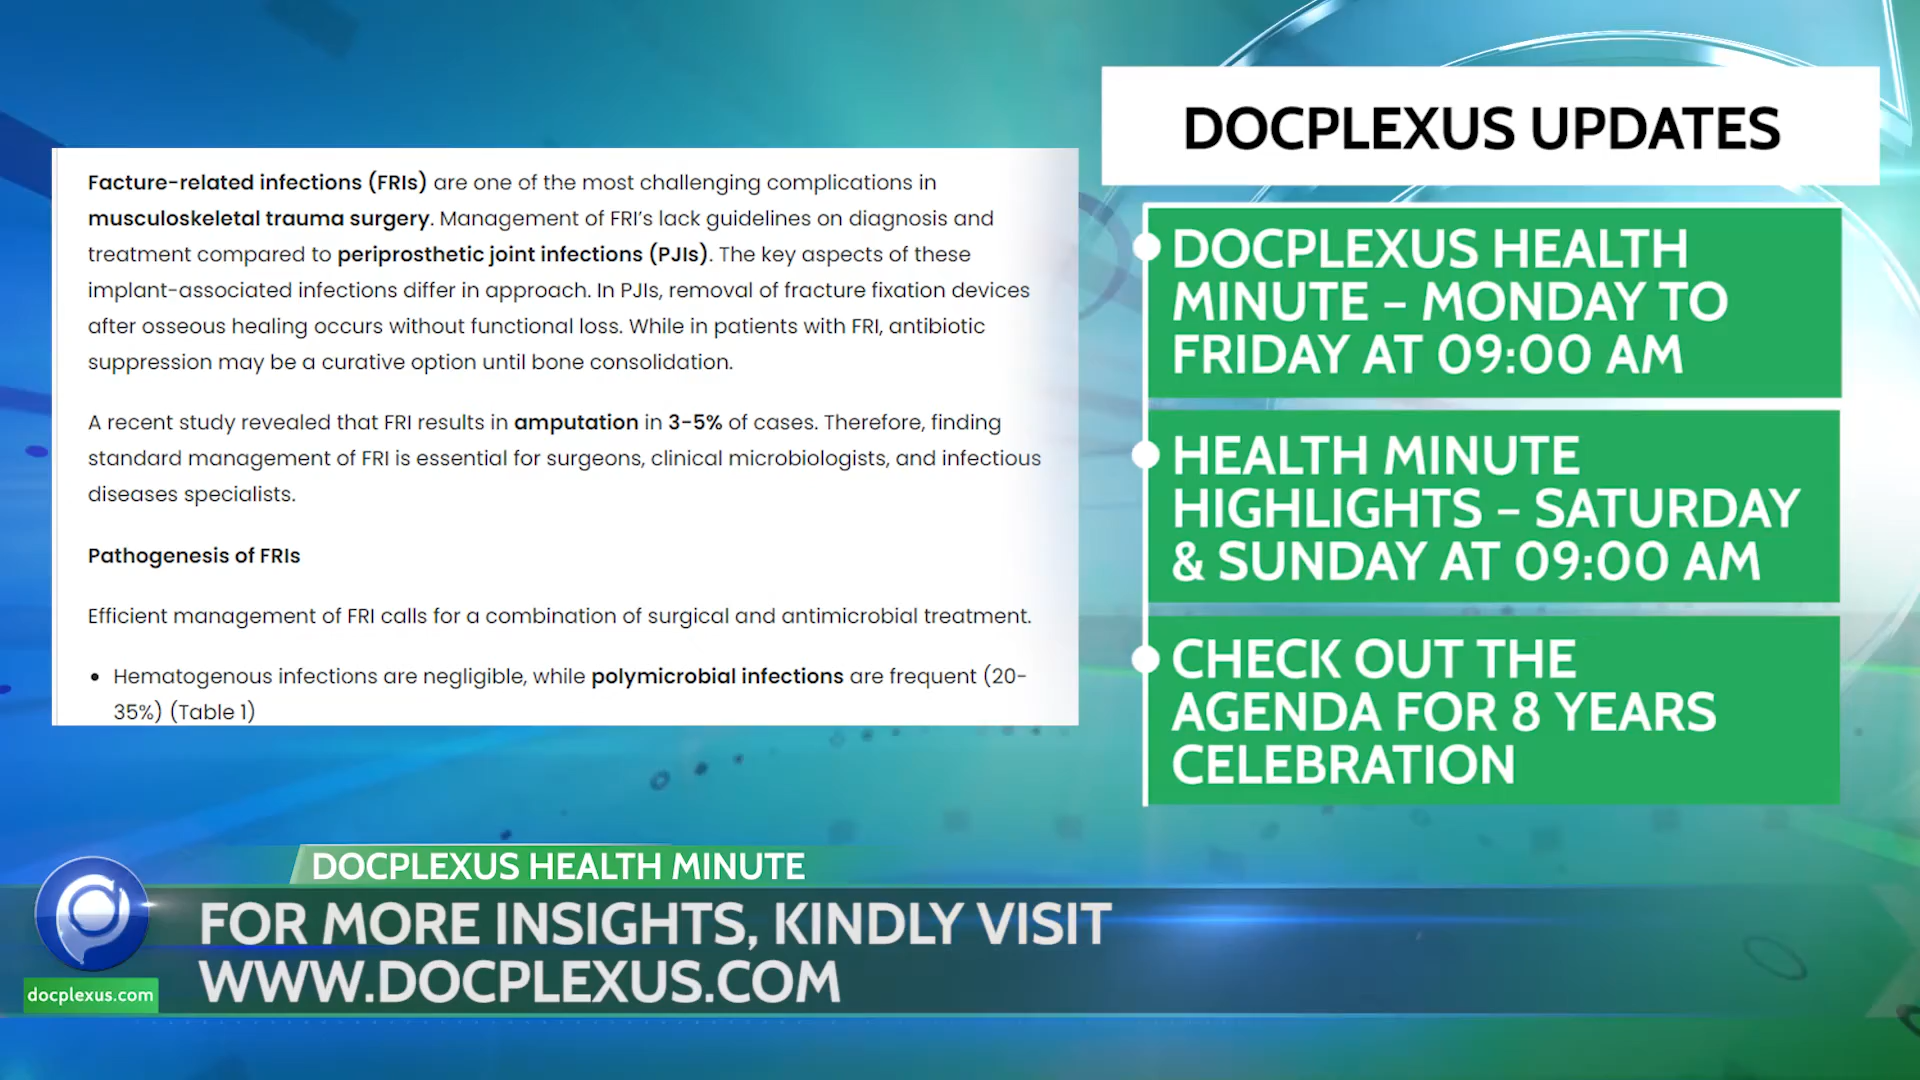 Facture-related infections (FRIs) are one of the most challenging complications in
musculoskeletal trauma surgery. Management of FRI's lack guidelines on diagnosis and
treatment compared to periprosthetic joint infections (PJIs). The key aspects of these
implant-associated infections differ in approach. In PJIs, removal of fracture fixation devices
after osseous healing occurs without functional loss. While in patients with FRI, antibiotic
suppression may be a curative option until bone consolidation.
A recent study revealed that FRI results in amputation in 3-5% of cases. Therefore, finding
standard management of FRI is essential for surgeons, clinical microbiologists, and infectious
diseases specialists.
Pathogenesis of FRIs
Efficient management of FRI calls for a combination of surgical and antimicrobial treatment.
• Hematogenous infections are negligible, while polymicrobial infections are frequent (20-
35%) (Table 1)
DOCPLEXUS UPDATES
DOCPLEXUS HEALTH
MINUTE – MONDAY TO
FRIDAY AT 09:00 AM
HEALTH MINUTE
HIGHLIGHTS – SATURDAY
& SUNDAY AT 09:00 AM
CHECK OUT THE
AGENDA FOR 8 YEARS
CELEBRATION
DOCPLEXUS HEALTH MINUTE
FOR MORE INSIGHTS, KINDLY VISIT
WWW.DOCPLEXUS.COM
docplexus.com